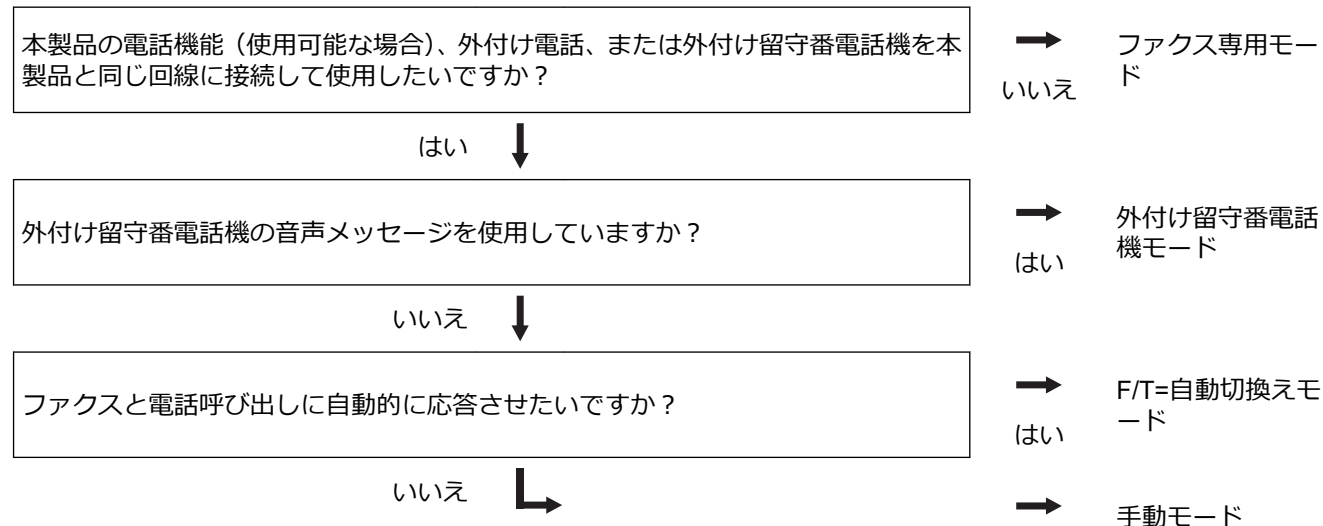 本製品の電話機能（使用可能な場合）、外付け電話、または外付け留守番電話機を本
製品と同じ回線に接続して使用したいですか？
いいえ
ファクス専用モー
ド
はい
外付け留守番電話機の音声メッセージを使用していますか？
はい
外付け留守番電話
機モード
いいえ
ファクスと電話呼び出しに自動的に応答させたいですか？
はい
F/T=自動切換えモ
ード
いいえ
手動モード